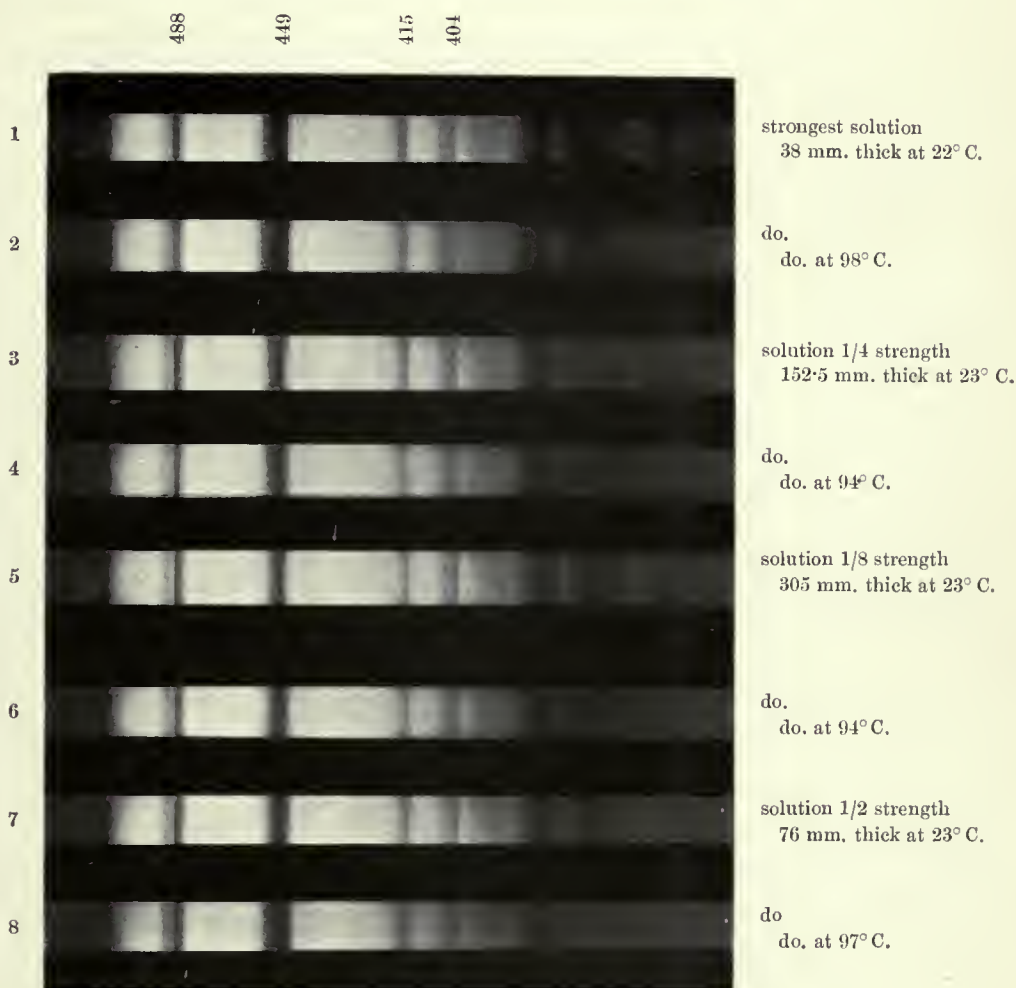 488 449 415 404
1 strongest solution
38 mm. thick at 22° C.
2 do.
do. at 98° C.
3 solution 1/4 strength
152·5 mm. thick at 23° C.
4 do.
do. at 94° C.
5 solution 1/8 strength
305 mm. thick at 23° C.
6 do.
do. at 94° C.
7 solution 1/2 strength
76 mm. thick at 23° C.
8 do
do. at 97° C.